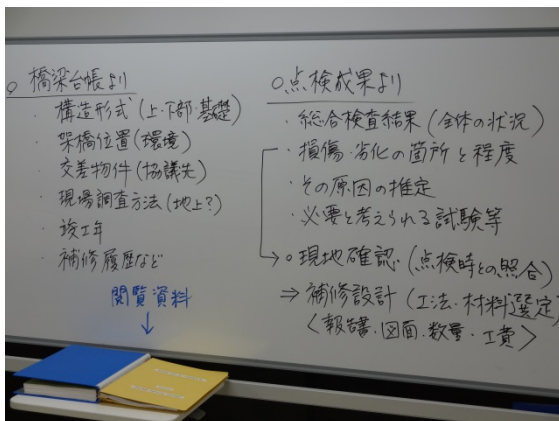 ○ 橋梁台帳より
・構造形式(上・下部・基礎)
・架橋位置(環境)
・交差物件(協議先)
・現場調査方法(地上?)
・竣工年
・補修履歴など
閲覧資料
↓
○点検成果より
・総合検査結果(全体の状況)
・損傷・劣化の箇所と程度
・その原因の推定
・必要と考えられる試験等
→○現地確認(点検時との照合)
⇒補修設計(工法・材料選定)
〈報告書・図面・数量・工費〉